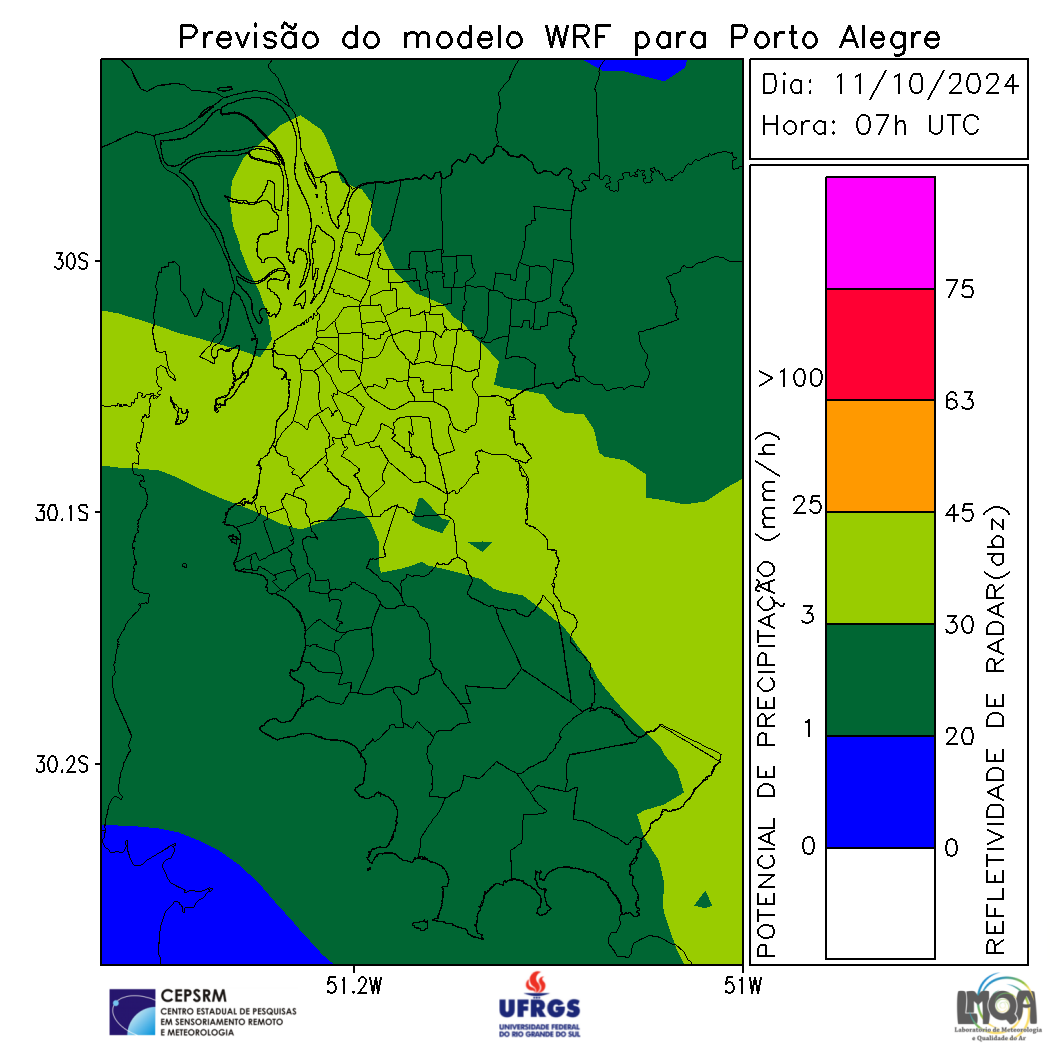 Previsão do modelo WRF para Porto Alegre
Dia: 11/10/2024
Hora: 07h UTC
30S
30.1S
30.2S
51.2W
51W
POTENCIAL DE PRECIPITAÇÃO (mm/h)
>100
25
3
1
0
75
63
45
30
20
0
REFLETIVIDADE DE RADAR(dbz)
CEPSRM
CENTRO ESTADUAL DE PESQUISAS
EM SENSORIAMENTO REMOTO
E METEOROLOGIA
UFRGS
UNIVERSIDADE FEDERAL
DO RIO GRANDE DO SUL
LMQA
Laboratório de Meteorologia
e Qualidade do Ar